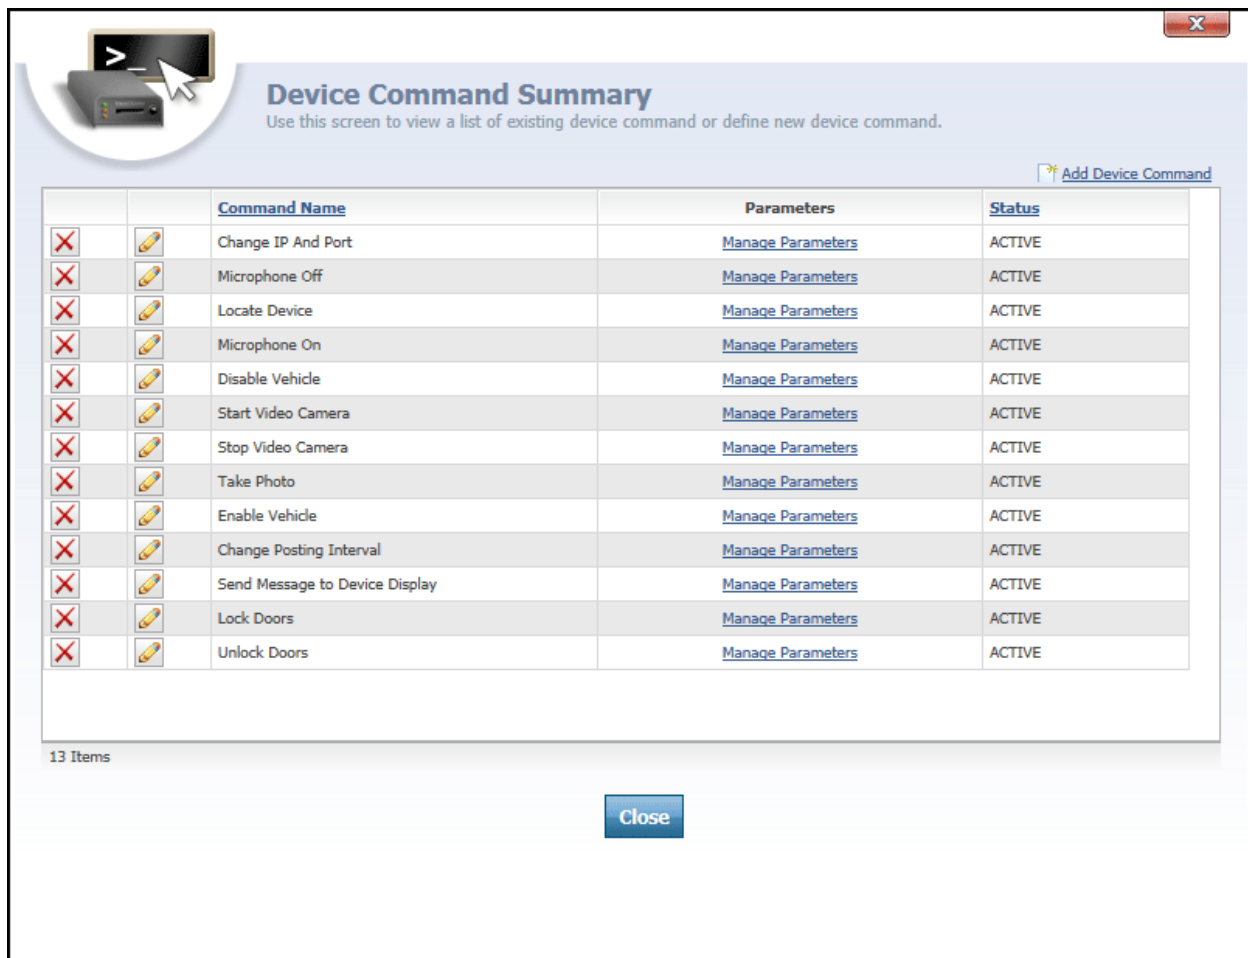 X
>_
Device Command Summary
Use this screen to view a list of existing device command or define new device command.
Add Device Command
Command Name Parameters Status
Change IP And Port Manage Parameters ACTIVE
Microphone Off Manage Parameters ACTIVE
Locate Device Manage Parameters ACTIVE
Microphone On Manage Parameters ACTIVE
Disable Vehicle Manage Parameters ACTIVE
Start Video Camera Manage Parameters ACTIVE
Stop Video Camera Manage Parameters ACTIVE
Take Photo Manage Parameters ACTIVE
Enable Vehicle Manage Parameters ACTIVE
Change Posting Interval Manage Parameters ACTIVE
Send Message to Device Display Manage Parameters ACTIVE
Lock Doors Manage Parameters ACTIVE
Unlock Doors Manage Parameters ACTIVE
13 Items
Close